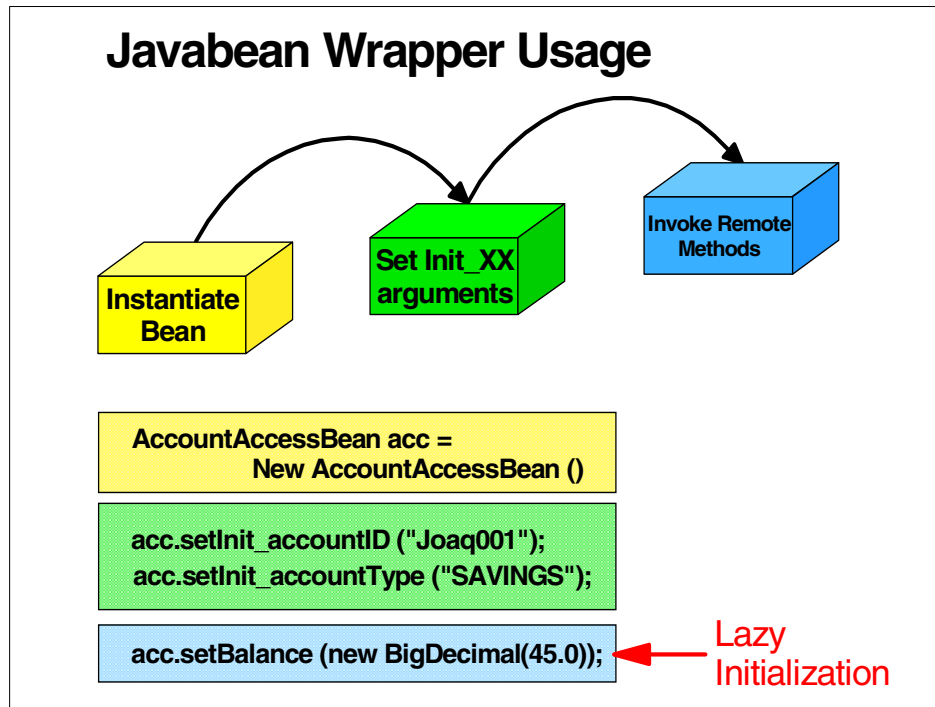 Javabean Wrapper Usage
Instantiate
Bean
Set Init_XX
arguments
Invoke Remote
Methods
AccountAccessBean acc =
New AccountAccessBean ()
acc.setInit_accountID ("Joaq001");
acc.setInit_accountType ("SAVINGS");
acc.setBalance (new BigDecimal(45.0));
Lazy
Initialization